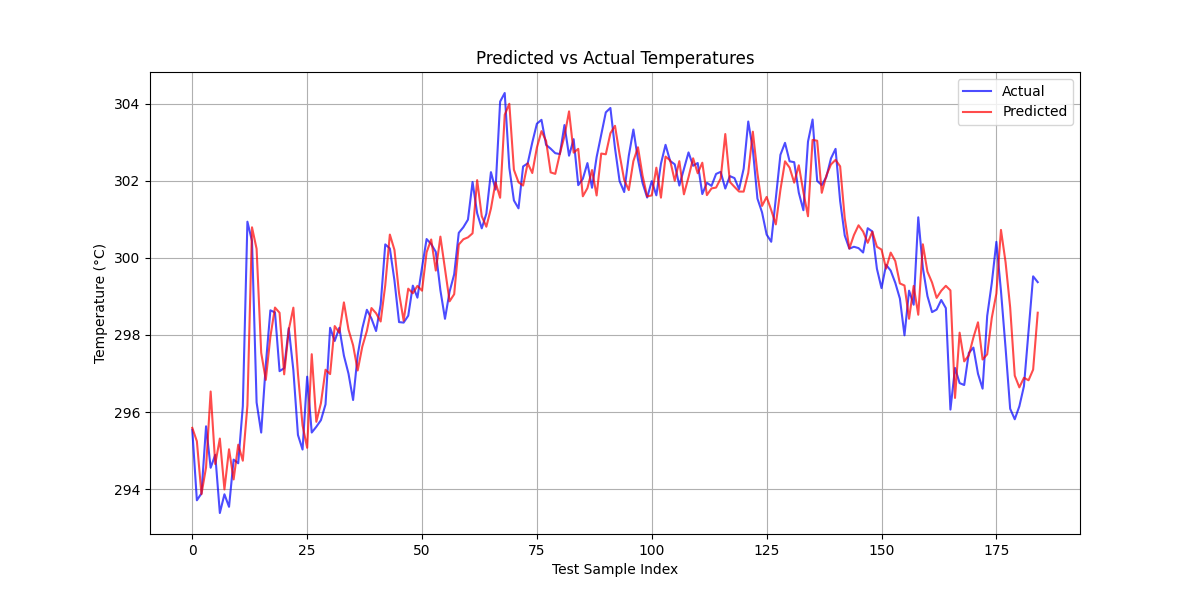 Predicted vs Actual Temperatures
Actual
Predicted
304
302
300
298
296
294
Temperature (°C)
0 25 50 75 100 125 150 175
Test Sample Index